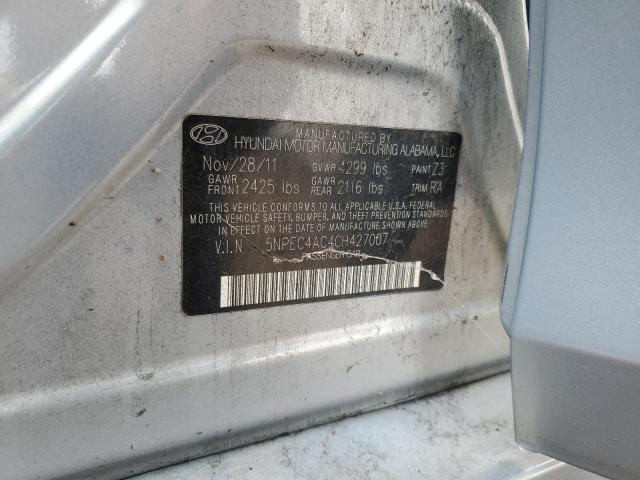 MANUFACTURED BY
HYUNDAI MOTOR MANUFACTURING ALABAMA, LLC
Nov/28/11 GVWR 4299 lbs PAINT Z3
GAWR FRONT 2425 lbs GAWR REAR 2116 lbs TRIM RA
THIS VEHICLE CONFORMS TO ALL APPLICABLE U.S.A. FEDERAL
MOTOR VEHICLE SAFETY, BUMPER, AND THEFT PREVENTION STANDARDS
IN EFFECT ON THE DATE OF MANUFACTURE SHOWN ABOVE.
V.I.N 5NPEC4AC4CH427007
PASSENGER CAR